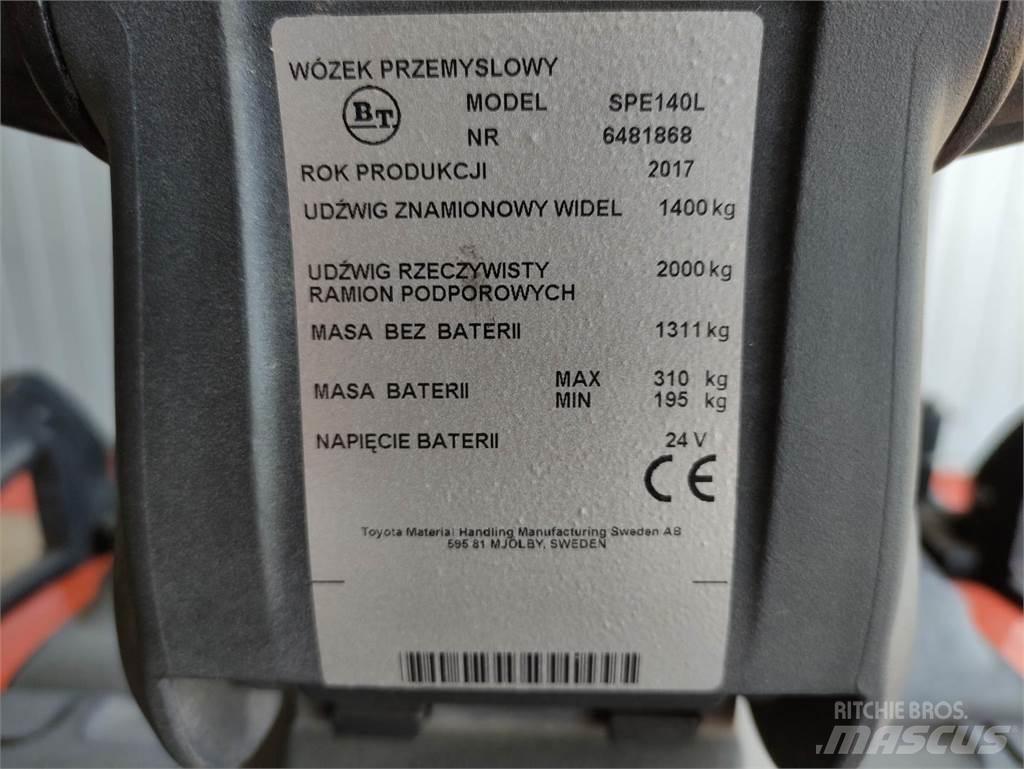 WÓZEK PRZEMYSLOWY
BT MODEL SPE140L
NR 6481868
ROK PRODUKCJI 2017
UDŹWIG ZNAMIONOWY WIDEL 1400 kg
UDŹWIG RZECZYWISTY 2000 kg
RAMION PODPOROWYCH
MASA BEZ BATERII 1311 kg
MASA BATERII MAX 310 kg
MIN 195 kg
NAPIĘCIE BATERII 24 V
CE
Toyota Material Handling Manufacturing Sweden AB
595 81 MJÖLBY, SWEDEN
RITCHIE BROS.
MASCUS